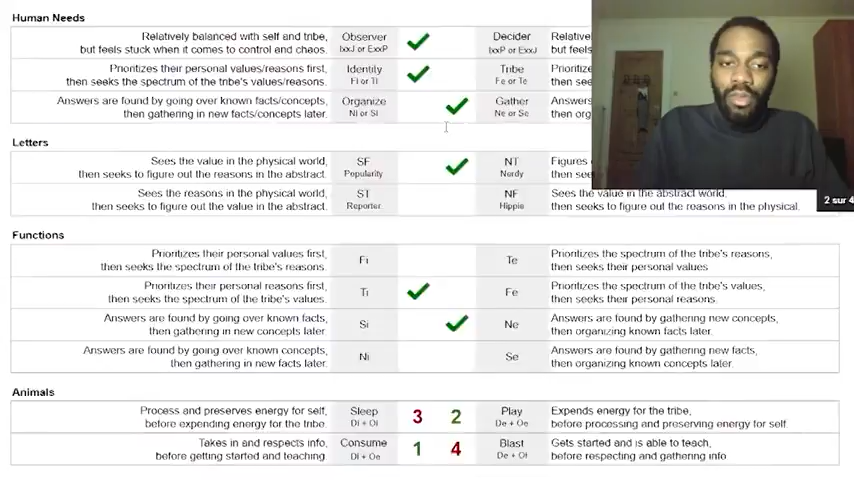 Human Needs
Relatively balanced with self and tribe,
but feels stuck when it comes to control and chaos.
Observer
IxxJ or ExxP
Decider
IxxP or ExxJ
but fe
Prioritizes their personal values/reasons first,
then seeks the spectrum of the tribe's values/reasons.
Identity
Fi or Ti
Tribe
Fe or Te
then s
Answers are found by going over known facts/concepts,
then gathering in new facts/concepts later.
Organize
Ni or Si
Gather
Ne or Se
then o
Letters
Sees the value in the physical world,
then seeks to figure out the reasons in the abstract.
SF
Popularity
NT
Nerdy
Figures
then se
Sees the reasons in the physical world,
then seeks to figure out the value in the abstract.
ST
Reporter
NF
Hippie
Sees the value in the abstract world,
then seeks to figure out the reasons in the physical.
2 sur 4
Functions
Prioritizes their personal values first,
then seeks the spectrum of the tribe's reasons.
Fi
Te
Prioritizes the spectrum of the tribe's reasons,
then seeks their personal values
Prioritizes their personal reasons first,
then seeks the spectrum of the tribe's values.
Ti
Fe
Prioritizes the spectrum of the tribe's values,
then seeks their personal reasons.
Answers are found by going over known facts,
then gathering in new concepts later.
Si
Ne
Answers are found by gathering new concepts,
then organizing known facts later.
Answers are found by going over known concepts,
then gathering in new facts later.
Ni
Se
Answers are found by gathering new facts,
then organizing known concepts later.
Animals
Process and preserves energy for self,
before expending energy for the tribe.
Sleep
Di + Oi
3 2
Play
De + Oe
Expends energy for the tribe,
before processing and preserving energy for self
Takes in and respects info,
before getting started and teaching
Consume
Di + Oe
1 4
Blast
De + Oi
Gets started and is able to teach,
before respecting and gathering info